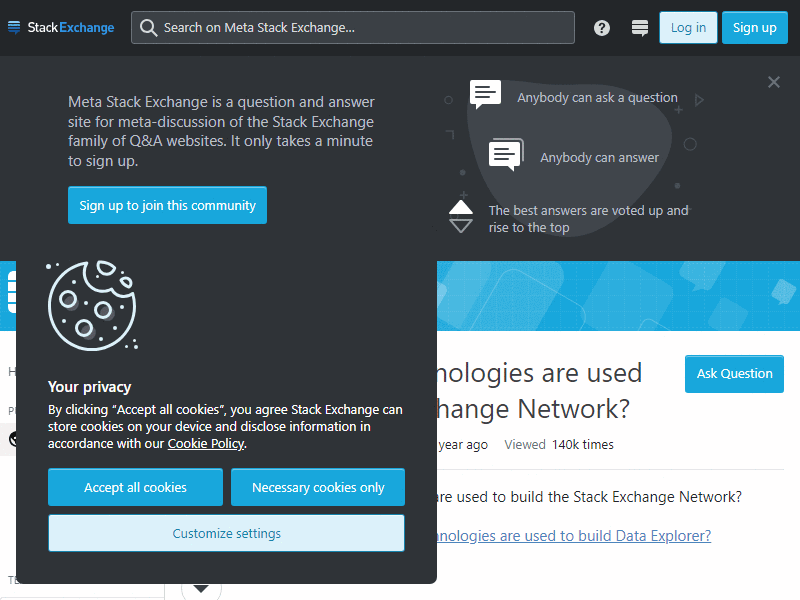 StackExchange
Search on Meta Stack Exchange...
Log in
Sign up
Meta Stack Exchange is a question and answer
site for meta-discussion of the Stack Exchange
family of Q&A websites. It only takes a minute
to sign up.
Sign up to join this community
Anybody can ask a question
Anybody can answer
The best answers are voted up and
rise to the top
Your privacy
By clicking “Accept all cookies”, you agree Stack Exchange can
store cookies on your device and disclose information in
accordance with our Cookie Policy.
Accept all cookies
Necessary cookies only
Customize settings
are used
Network?
Ask Question
year ago
Viewed 140k times
are used to build the Stack Exchange Network?
are used to build Data Explorer?